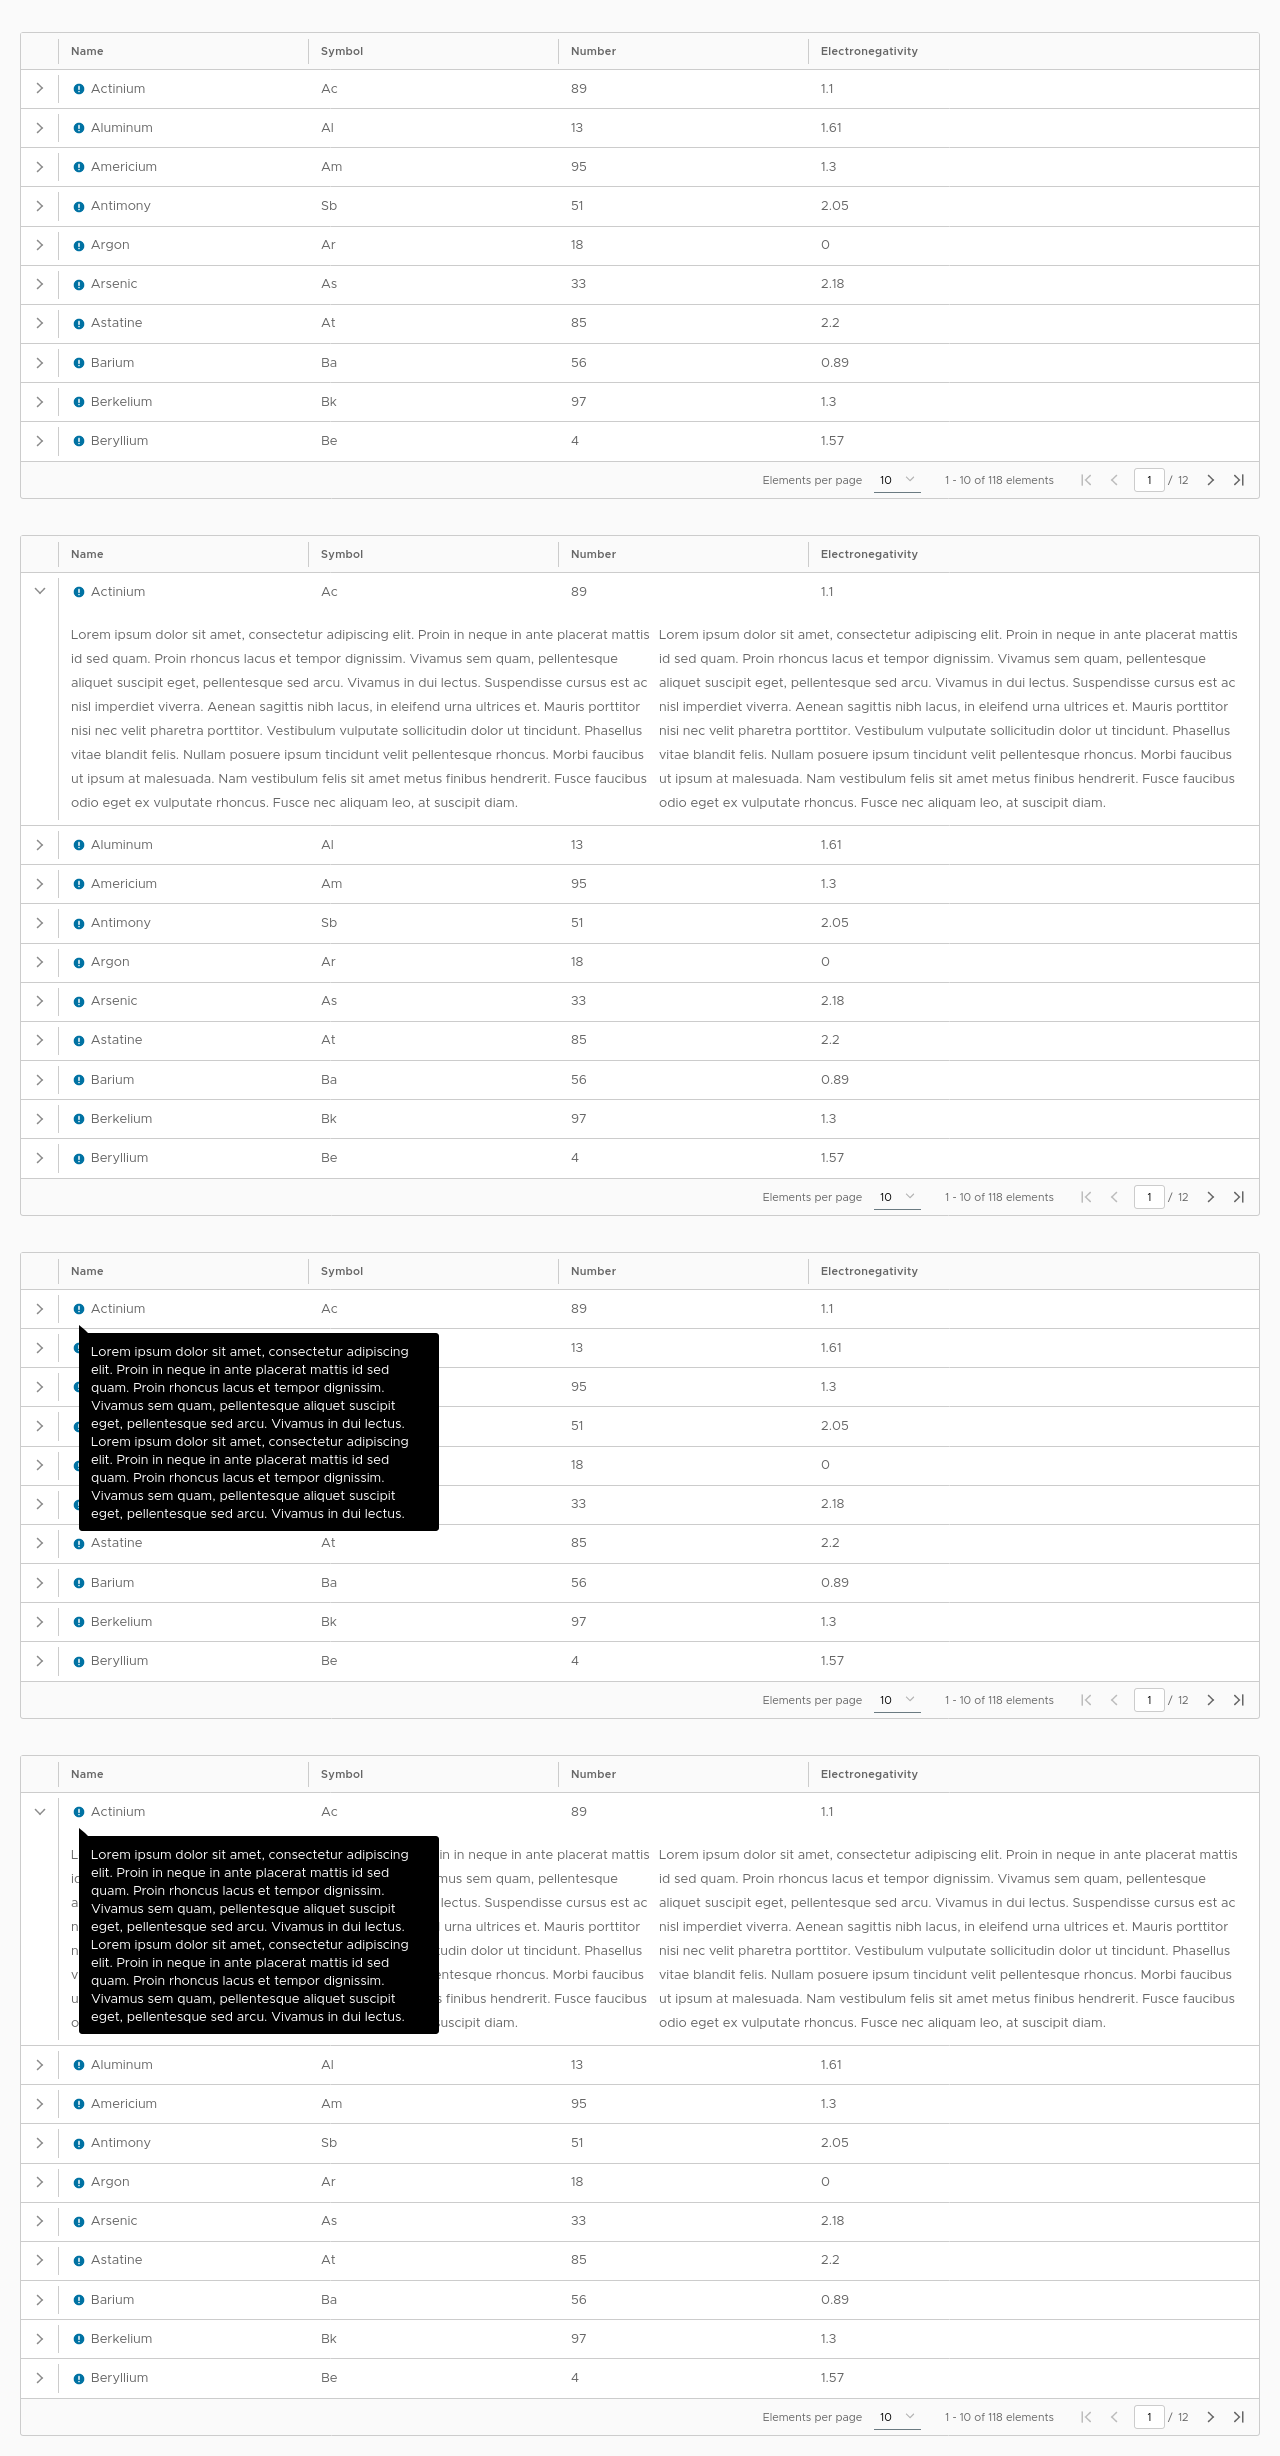 Name Symbol Number Electronegativity
Actinium Ac 89 1.1
Aluminum Al 13 1.61
Americium Am 95 1.3
Antimony Sb 51 2.05
Argon Ar 18 0
Arsenic As 33 2.18
Astatine At 85 2.2
Barium Ba 56 0.89
Berkelium Bk 97 1.3
Beryllium Be 4 1.57
Elements per page 10 1 - 10 of 118 elements 1 / 12
Name Symbol Number Electronegativity
Actinium Ac 89 1.1
Lorem ipsum dolor sit amet, consectetur adipiscing elit. Proin in neque in ante placerat mattis
id sed quam. Proin rhoncus lacus et tempor dignissim. Vivamus sem quam, pellentesque
aliquet suscipit eget, pellentesque sed arcu. Vivamus in dui lectus. Suspendisse cursus est ac
nisl imperdiet viverra. Aenean sagittis nibh lacus, in eleifend urna ultrices et. Mauris porttitor
nisi nec velit pharetra porttitor. Vestibulum vulputate sollicitudin dolor ut tincidunt. Phasellus
vitae blandit felis. Nullam posuere ipsum tincidunt velit pellentesque rhoncus. Morbi faucibus
ut ipsum at malesuada. Nam vestibulum felis sit amet metus finibus hendrerit. Fusce faucibus
odio eget ex vulputate rhoncus. Fusce nec aliquam leo, at suscipit diam.
Lorem ipsum dolor sit amet, consectetur adipiscing elit. Proin in neque in ante placerat mattis
id sed quam. Proin rhoncus lacus et tempor dignissim. Vivamus sem quam, pellentesque
aliquet suscipit eget, pellentesque sed arcu. Vivamus in dui lectus. Suspendisse cursus est ac
nisl imperdiet viverra. Aenean sagittis nibh lacus, in eleifend urna ultrices et. Mauris porttitor
nisi nec velit pharetra porttitor. Vestibulum vulputate sollicitudin dolor ut tincidunt. Phasellus
vitae blandit felis. Nullam posuere ipsum tincidunt velit pellentesque rhoncus. Morbi faucibus
ut ipsum at malesuada. Nam vestibulum felis sit amet metus finibus hendrerit. Fusce faucibus
odio eget ex vulputate rhoncus. Fusce nec aliquam leo, at suscipit diam.
Aluminum Al 13 1.61
Americium Am 95 1.3
Antimony Sb 51 2.05
Argon Ar 18 0
Arsenic As 33 2.18
Astatine At 85 2.2
Barium Ba 56 0.89
Berkelium Bk 97 1.3
Beryllium Be 4 1.57
Elements per page 10 1 - 10 of 118 elements 1 / 12
Name Symbol Number Electronegativity
Actinium Ac 89 1.1
Lorem ipsum dolor sit amet, consectetur adipiscing
elit. Proin in neque in ante placerat mattis id sed
quam. Proin rhoncus lacus et tempor dignissim.
Vivamus sem quam, pellentesque aliquet suscipit
eget, pellentesque sed arcu. Vivamus in dui lectus.
Lorem ipsum dolor sit amet, consectetur adipiscing
elit. Proin in neque in ante placerat mattis id sed
quam. Proin rhoncus lacus et tempor dignissim.
Vivamus sem quam, pellentesque aliquet suscipit
eget, pellentesque sed arcu. Vivamus in dui lectus.
13 1.61
95 1.3
51 2.05
18 0
33 2.18
Astatine At 85 2.2
Barium Ba 56 0.89
Berkelium Bk 97 1.3
Beryllium Be 4 1.57
Elements per page 10 1 - 10 of 118 elements 1 / 12
Name Symbol Number Electronegativity
Actinium Ac 89 1.1
Lorem ipsum dolor sit amet, consectetur adipiscing
elit. Proin in neque in ante placerat mattis id sed
quam. Proin rhoncus lacus et tempor dignissim.
Vivamus sem quam, pellentesque aliquet suscipit
eget, pellentesque sed arcu. Vivamus in dui lectus.
Lorem ipsum dolor sit amet, consectetur adipiscing
elit. Proin in neque in ante placerat mattis id sed
quam. Proin rhoncus lacus et tempor dignissim.
Vivamus sem quam, pellentesque aliquet suscipit
eget, pellentesque sed arcu. Vivamus in dui lectus.
in in neque in ante placerat mattis
sem quam, pellentesque
lectus. Suspendisse cursus est ac
urna ultrices et. Mauris porttitor
dolor ut tincidunt. Phasellus
rhoncus. Morbi faucibus
finibus hendrerit. Fusce faucibus
diam.
Lorem ipsum dolor sit amet, consectetur adipiscing elit. Proin in neque in ante placerat mattis
id sed quam. Proin rhoncus lacus et tempor dignissim. Vivamus sem quam, pellentesque
aliquet suscipit eget, pellentesque sed arcu. Vivamus in dui lectus. Suspendisse cursus est ac
nisl imperdiet viverra. Aenean sagittis nibh lacus, in eleifend urna ultrices et. Mauris porttitor
nisi nec velit pharetra porttitor. Vestibulum vulputate sollicitudin dolor ut tincidunt. Phasellus
vitae blandit felis. Nullam posuere ipsum tincidunt velit pellentesque rhoncus. Morbi faucibus
ut ipsum at malesuada. Nam vestibulum felis sit amet metus finibus hendrerit. Fusce faucibus
odio eget ex vulputate rhoncus. Fusce nec aliquam leo, at suscipit diam.
Aluminum Al 13 1.61
Americium Am 95 1.3
Antimony Sb 51 2.05
Argon Ar 18 0
Arsenic As 33 2.18
Astatine At 85 2.2
Barium Ba 56 0.89
Berkelium Bk 97 1.3
Beryllium Be 4 1.57
Elements per page 10 1 - 10 of 118 elements 1 / 12